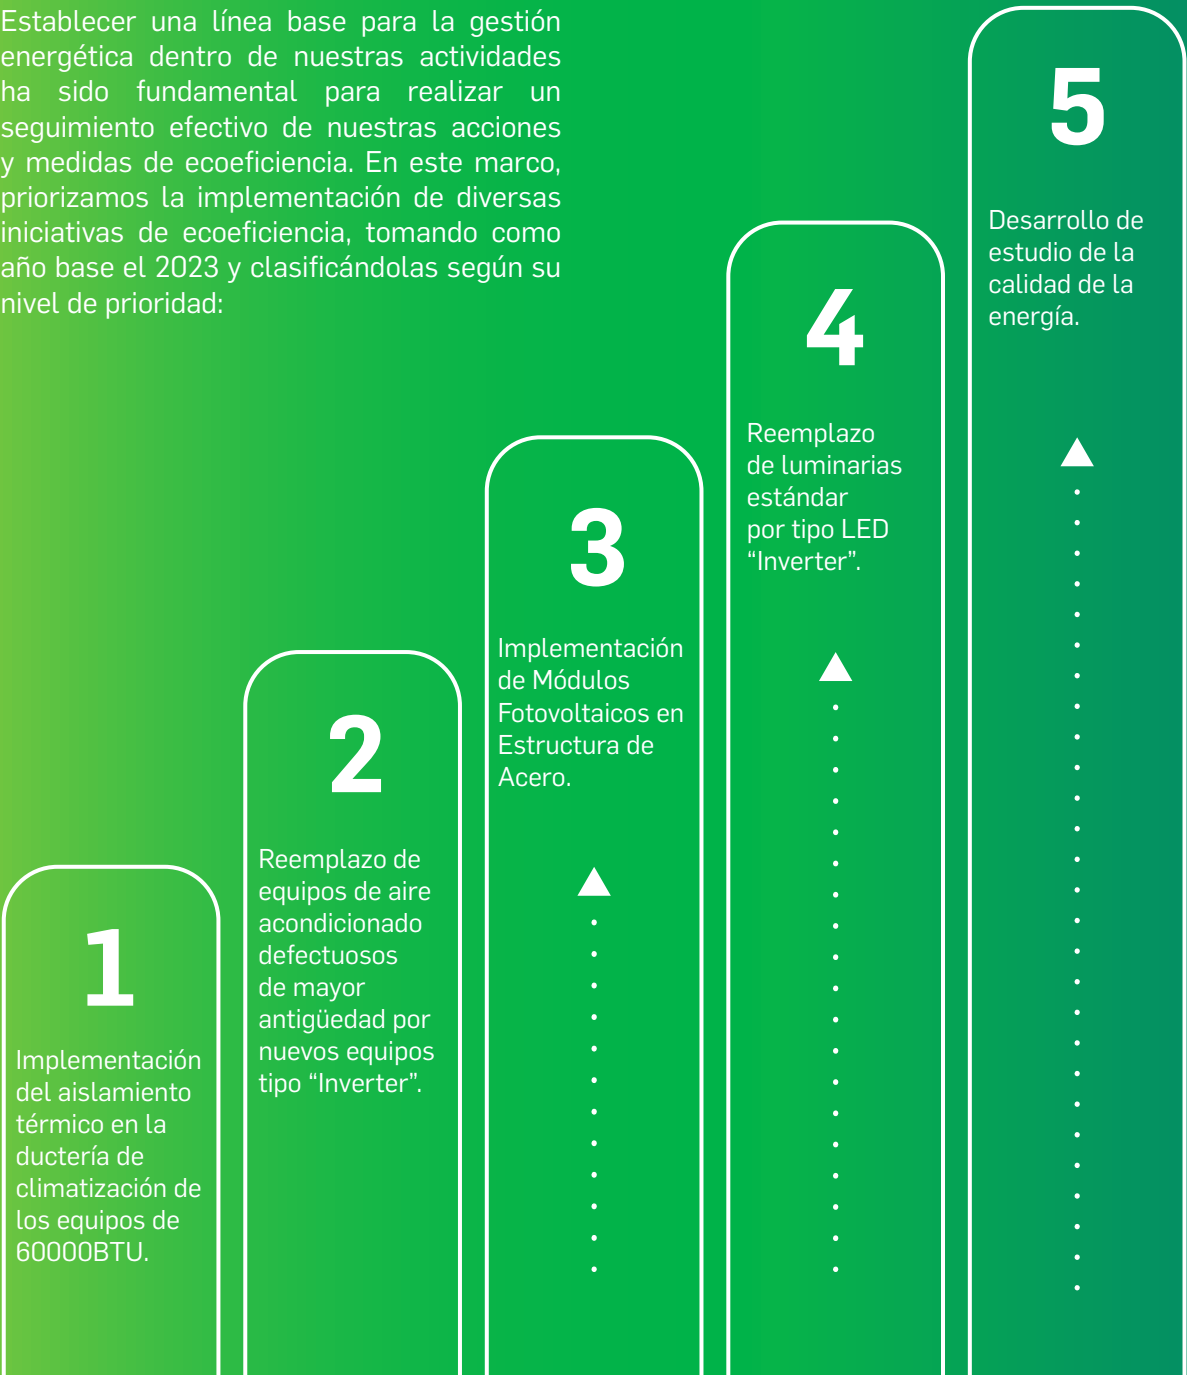 Establecer una línea base para la gestión
energética dentro de nuestras actividades
ha sido fundamental para realizar un
seguimiento efectivo de nuestras acciones
y medidas de ecoeficiencia. En este marco,
priorizamos la implementación de diversas
iniciativas de ecoeficiencia, tomando como
año base el 2023 y clasificándolas según su
nivel de prioridad:
1
Implementación
del aislamiento
térmico en la
ductería de
climatización de
los equipos de
60000BTU.
2
Reemplazo de
equipos de aire
acondicionado
defectuosos
de mayor
antigüedad por
nuevos equipos
tipo “Inverter”.
3
Implementación
de Módulos
Fotovoltaicos en
Estructura de
Acero.
4
Reemplazo
de luminarias
estándar
por tipo LED
“Inverter”.
5
Desarrollo de
estudio de la
calidad de la
energía.